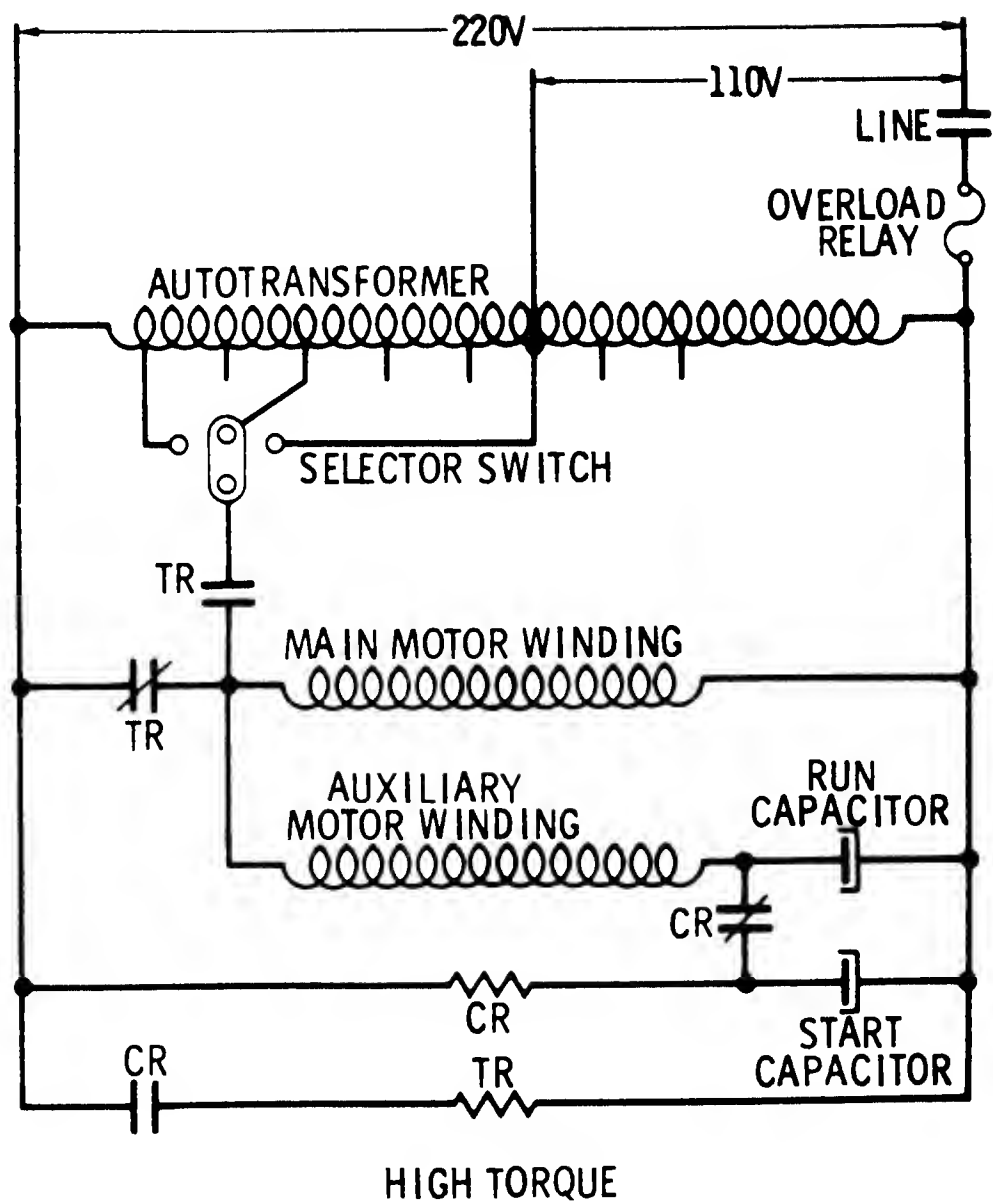 220V
110V
LINE
OVERLOAD
RELAY
AUTOTRANSFORMER
SELECTOR SWITCH
TR
MAIN MOTOR WINDING
TR
AUXILIARY
MOTOR WINDING
RUN
CAPACITOR
CR
CR
START
CAPACITOR
CR
TR
HIGH TORQUE